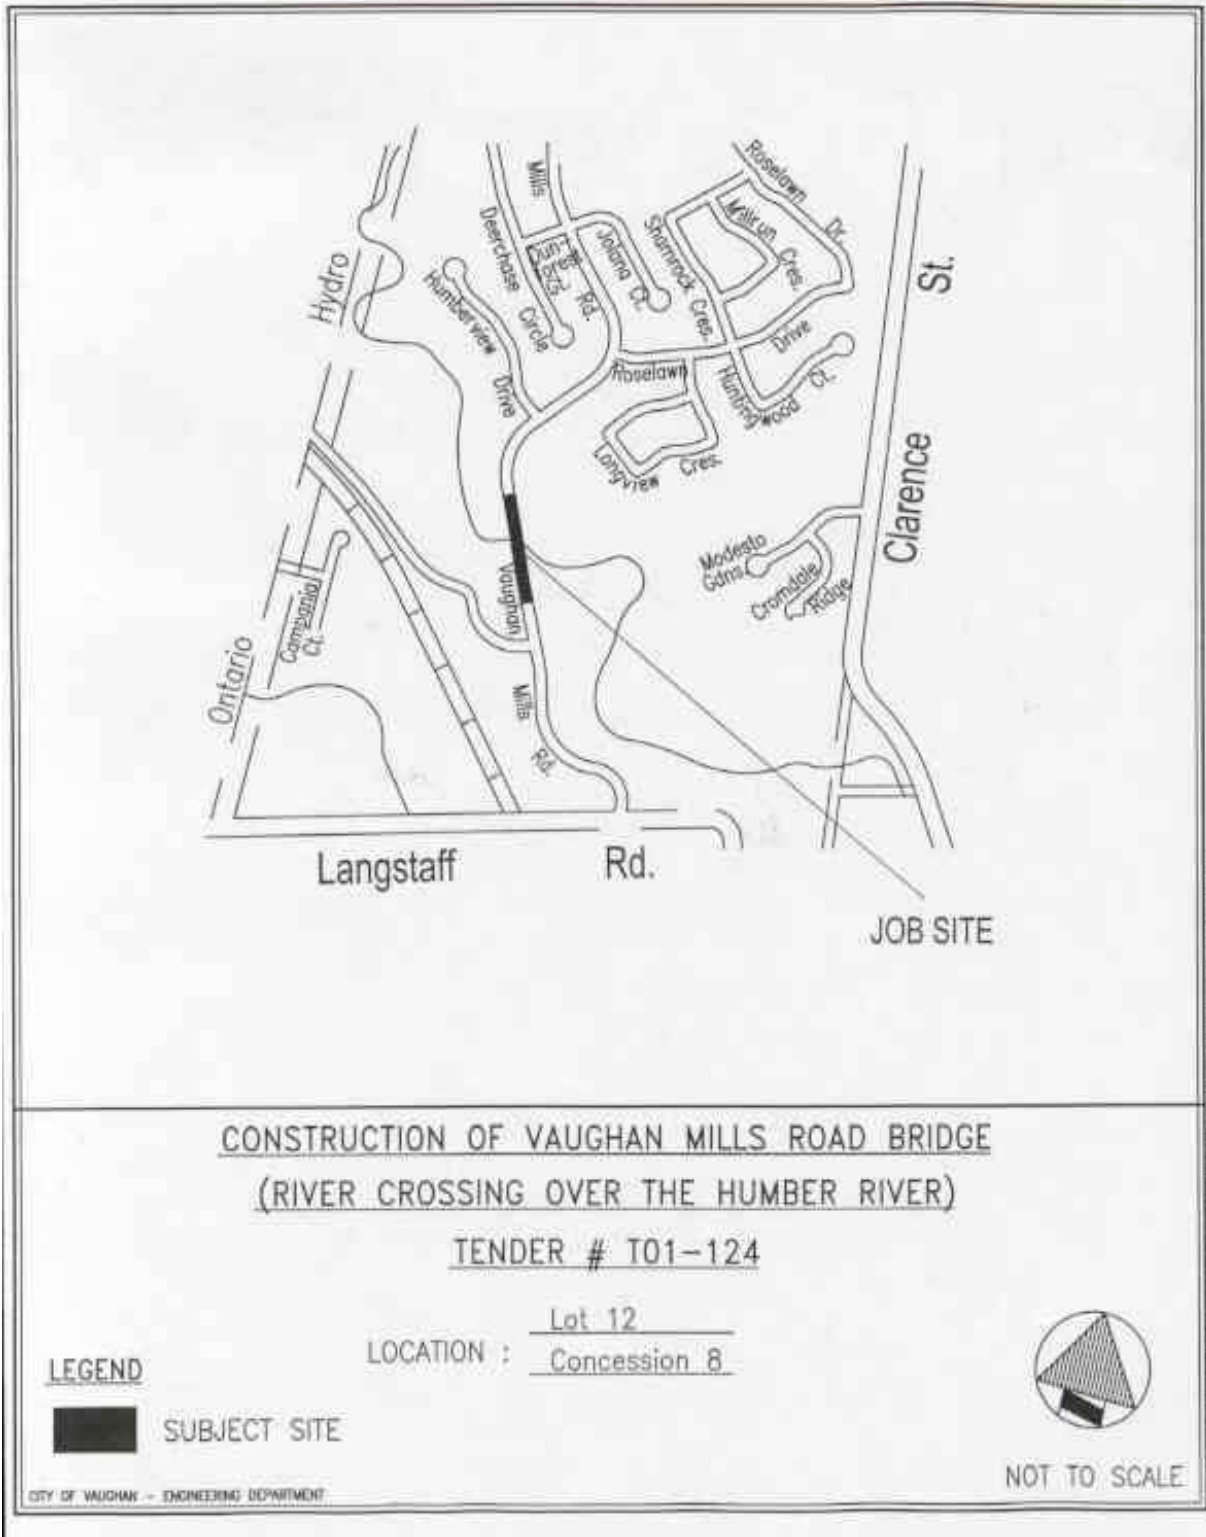 Roselawn Dr.
Mills Rd.
Millrun Cres.
Deerchase Circle
Jolana Ct.
Shamrock Cres.
St.
Hydro
Humberview Drive
Drive
Roselawn
Huntingwood Ct.
Longview Cres.
Clarence
Modesto
Gdns.
Cromdale
Ridge
Vaughan
Campania
Ct.
Ontario
Mills Rd.
Langstaff Rd.
JOB SITE
CONSTRUCTION OF VAUGHAN MILLS ROAD BRIDGE
(RIVER CROSSING OVER THE HUMBER RIVER)
TENDER # T01-124
LOCATION :
Lot 12
Concession 8
LEGEND
SUBJECT SITE
NOT TO SCALE
CITY OF VAUGHAN - ENGINEERING DEPARTMENT